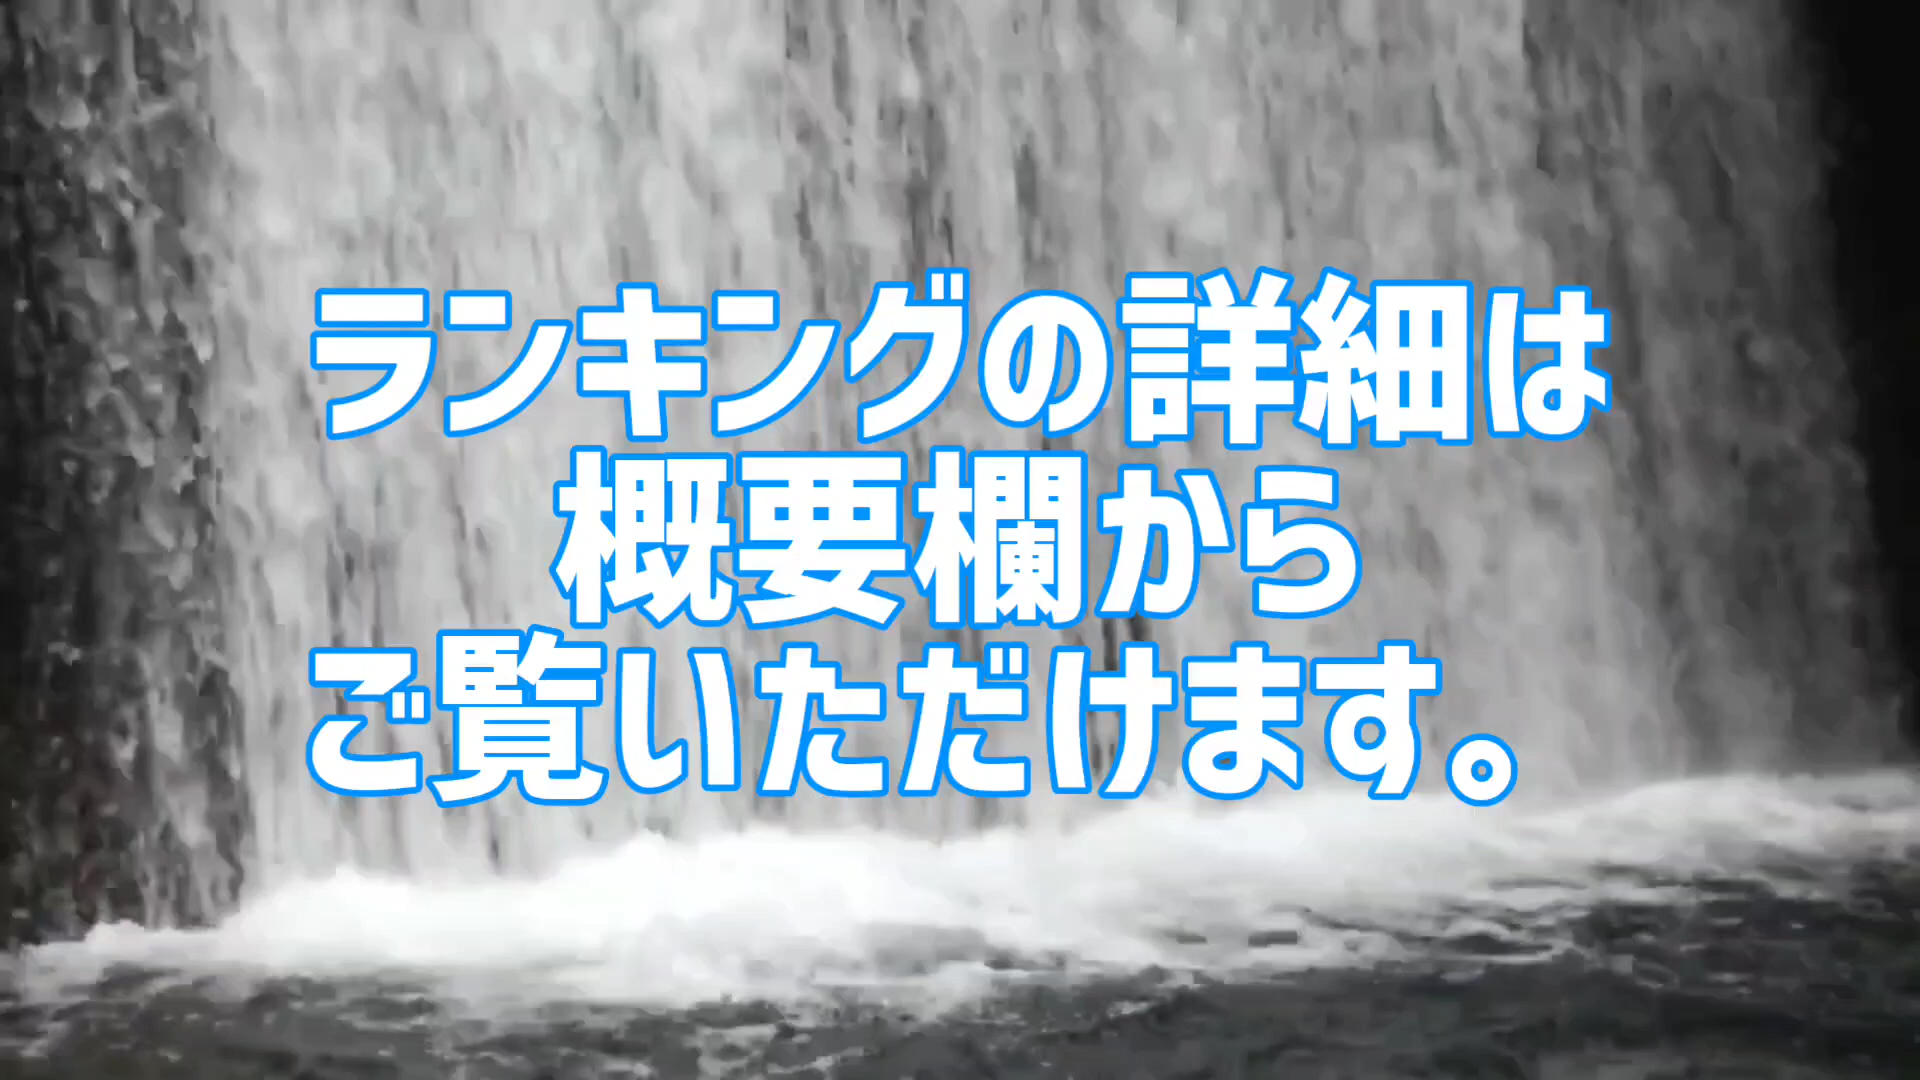 ランキングの詳細は
概要欄から
ご覧いただけます。